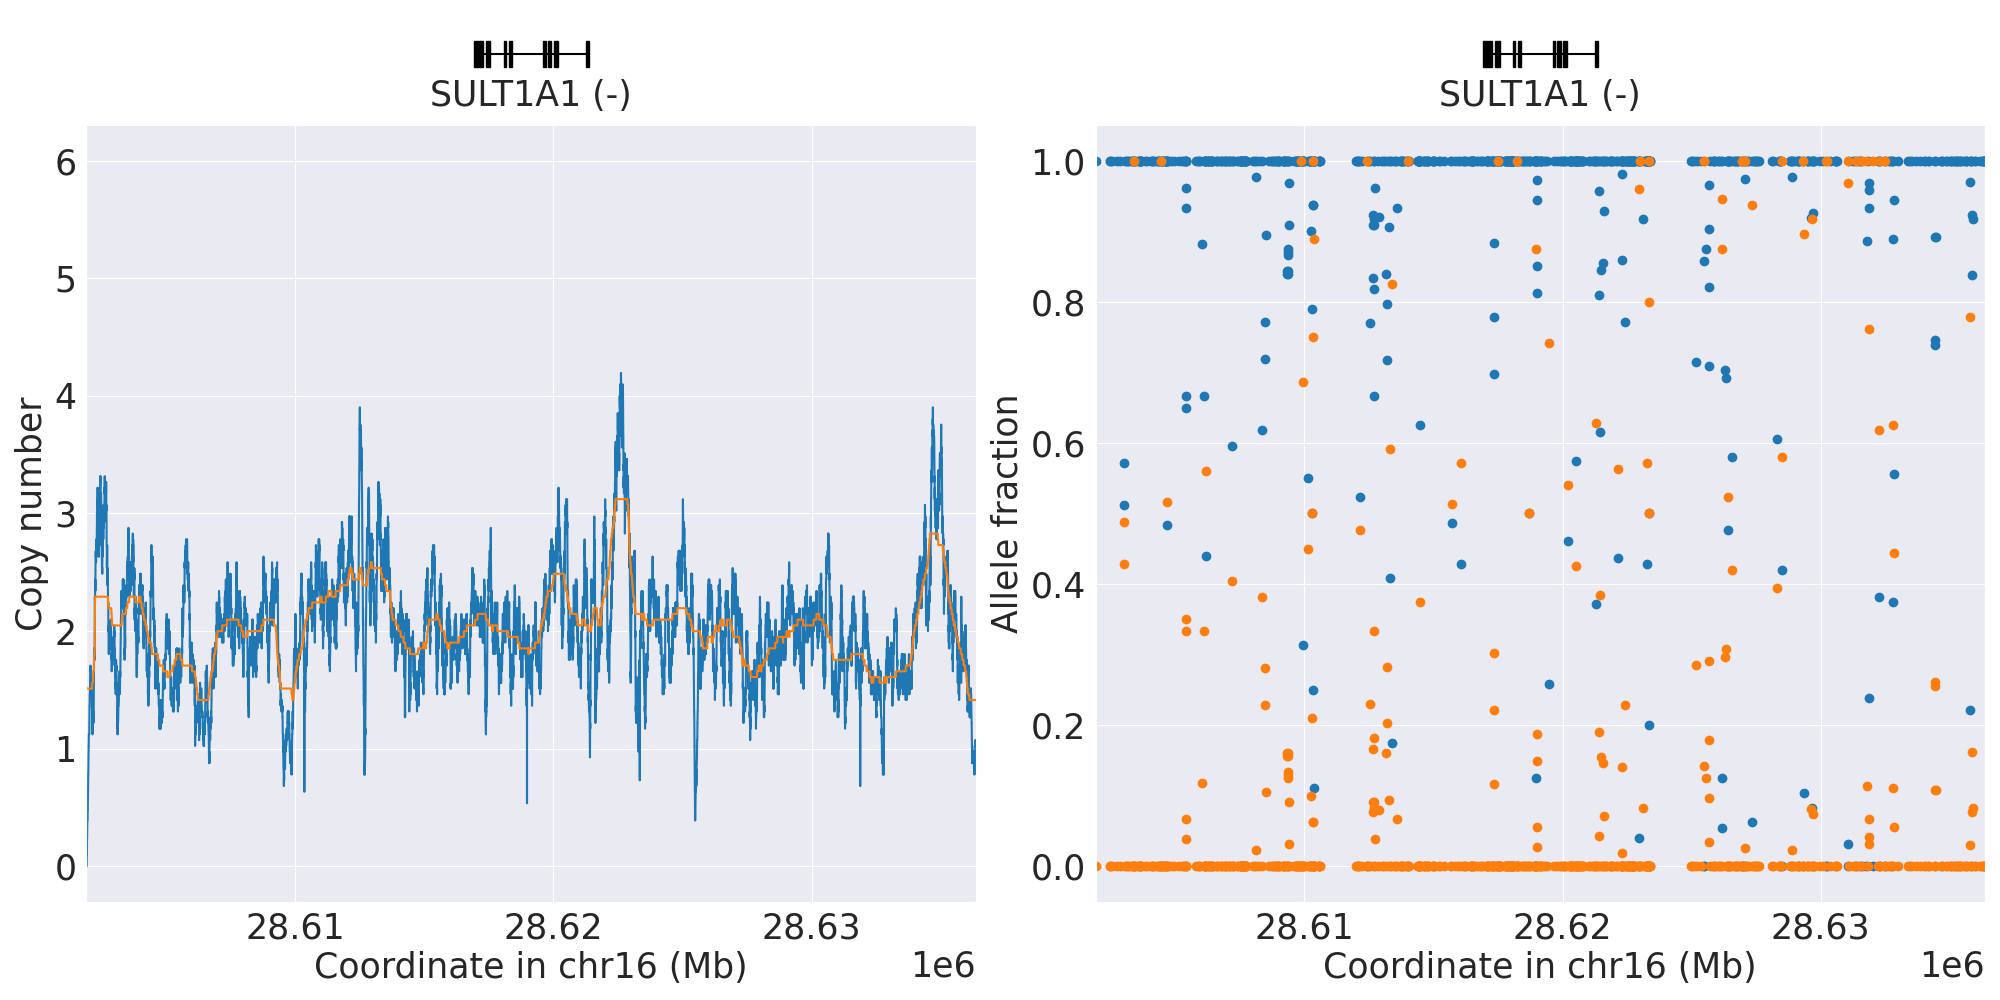 SULT1A1 (-)
Copy number
6
5
4
3
2
1
0
28.61
28.62
28.63
Coordinate in chr16 (Mb)
1e6
SULT1A1 (-)
Allele fraction
1.0
0.8
0.6
0.4
0.2
0.0
28.61
28.62
28.63
Coordinate in chr16 (Mb)
1e6